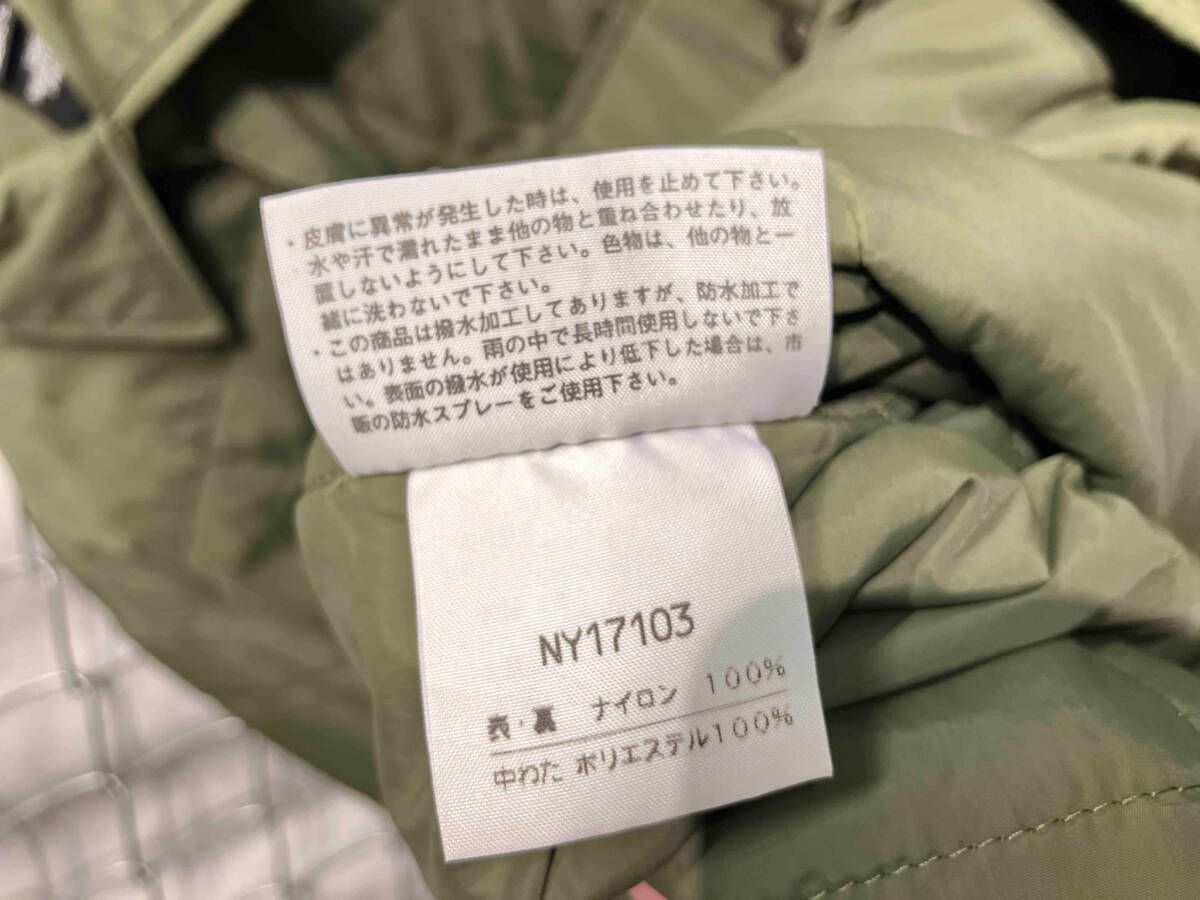 ・皮膚に異常が発生した時は、使用を止めて下さい。
水や汗で濡れたまま他の物と重ね合わせたり、放
置しないようにして下さい。色物は、他の物と一
緒に洗わないで下さい。
・この商品は撥水加工してありますが、防水加工で
はありません。雨の中で長時間使用しないで下さ
い。表面の撥水が使用により低下した場合は、市
販の防水スプレーをご使用下さい。
NY17103
表・裏 ナイロン 100%
中わた ポリエステル100%